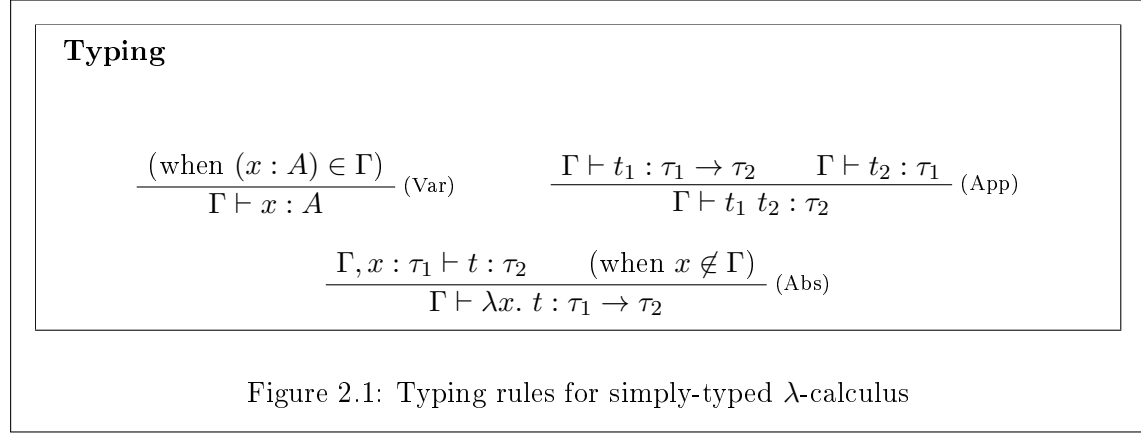 Typing
(when (x : A) ∈ Γ)
Γ ⊢ x : A
(Var)
Γ ⊢ t₁ : τ₁ → τ₂ Γ ⊢ t₂ : τ₁
Γ ⊢ t₁ t₂ : τ₂
(App)
Γ, x : τ₁ ⊢ t : τ₂ (when x ∉ Γ)
Γ ⊢ λx. t : τ₁ → τ₂
(Abs)
Figure 2.1: Typing rules for simply-typed λ-calculus